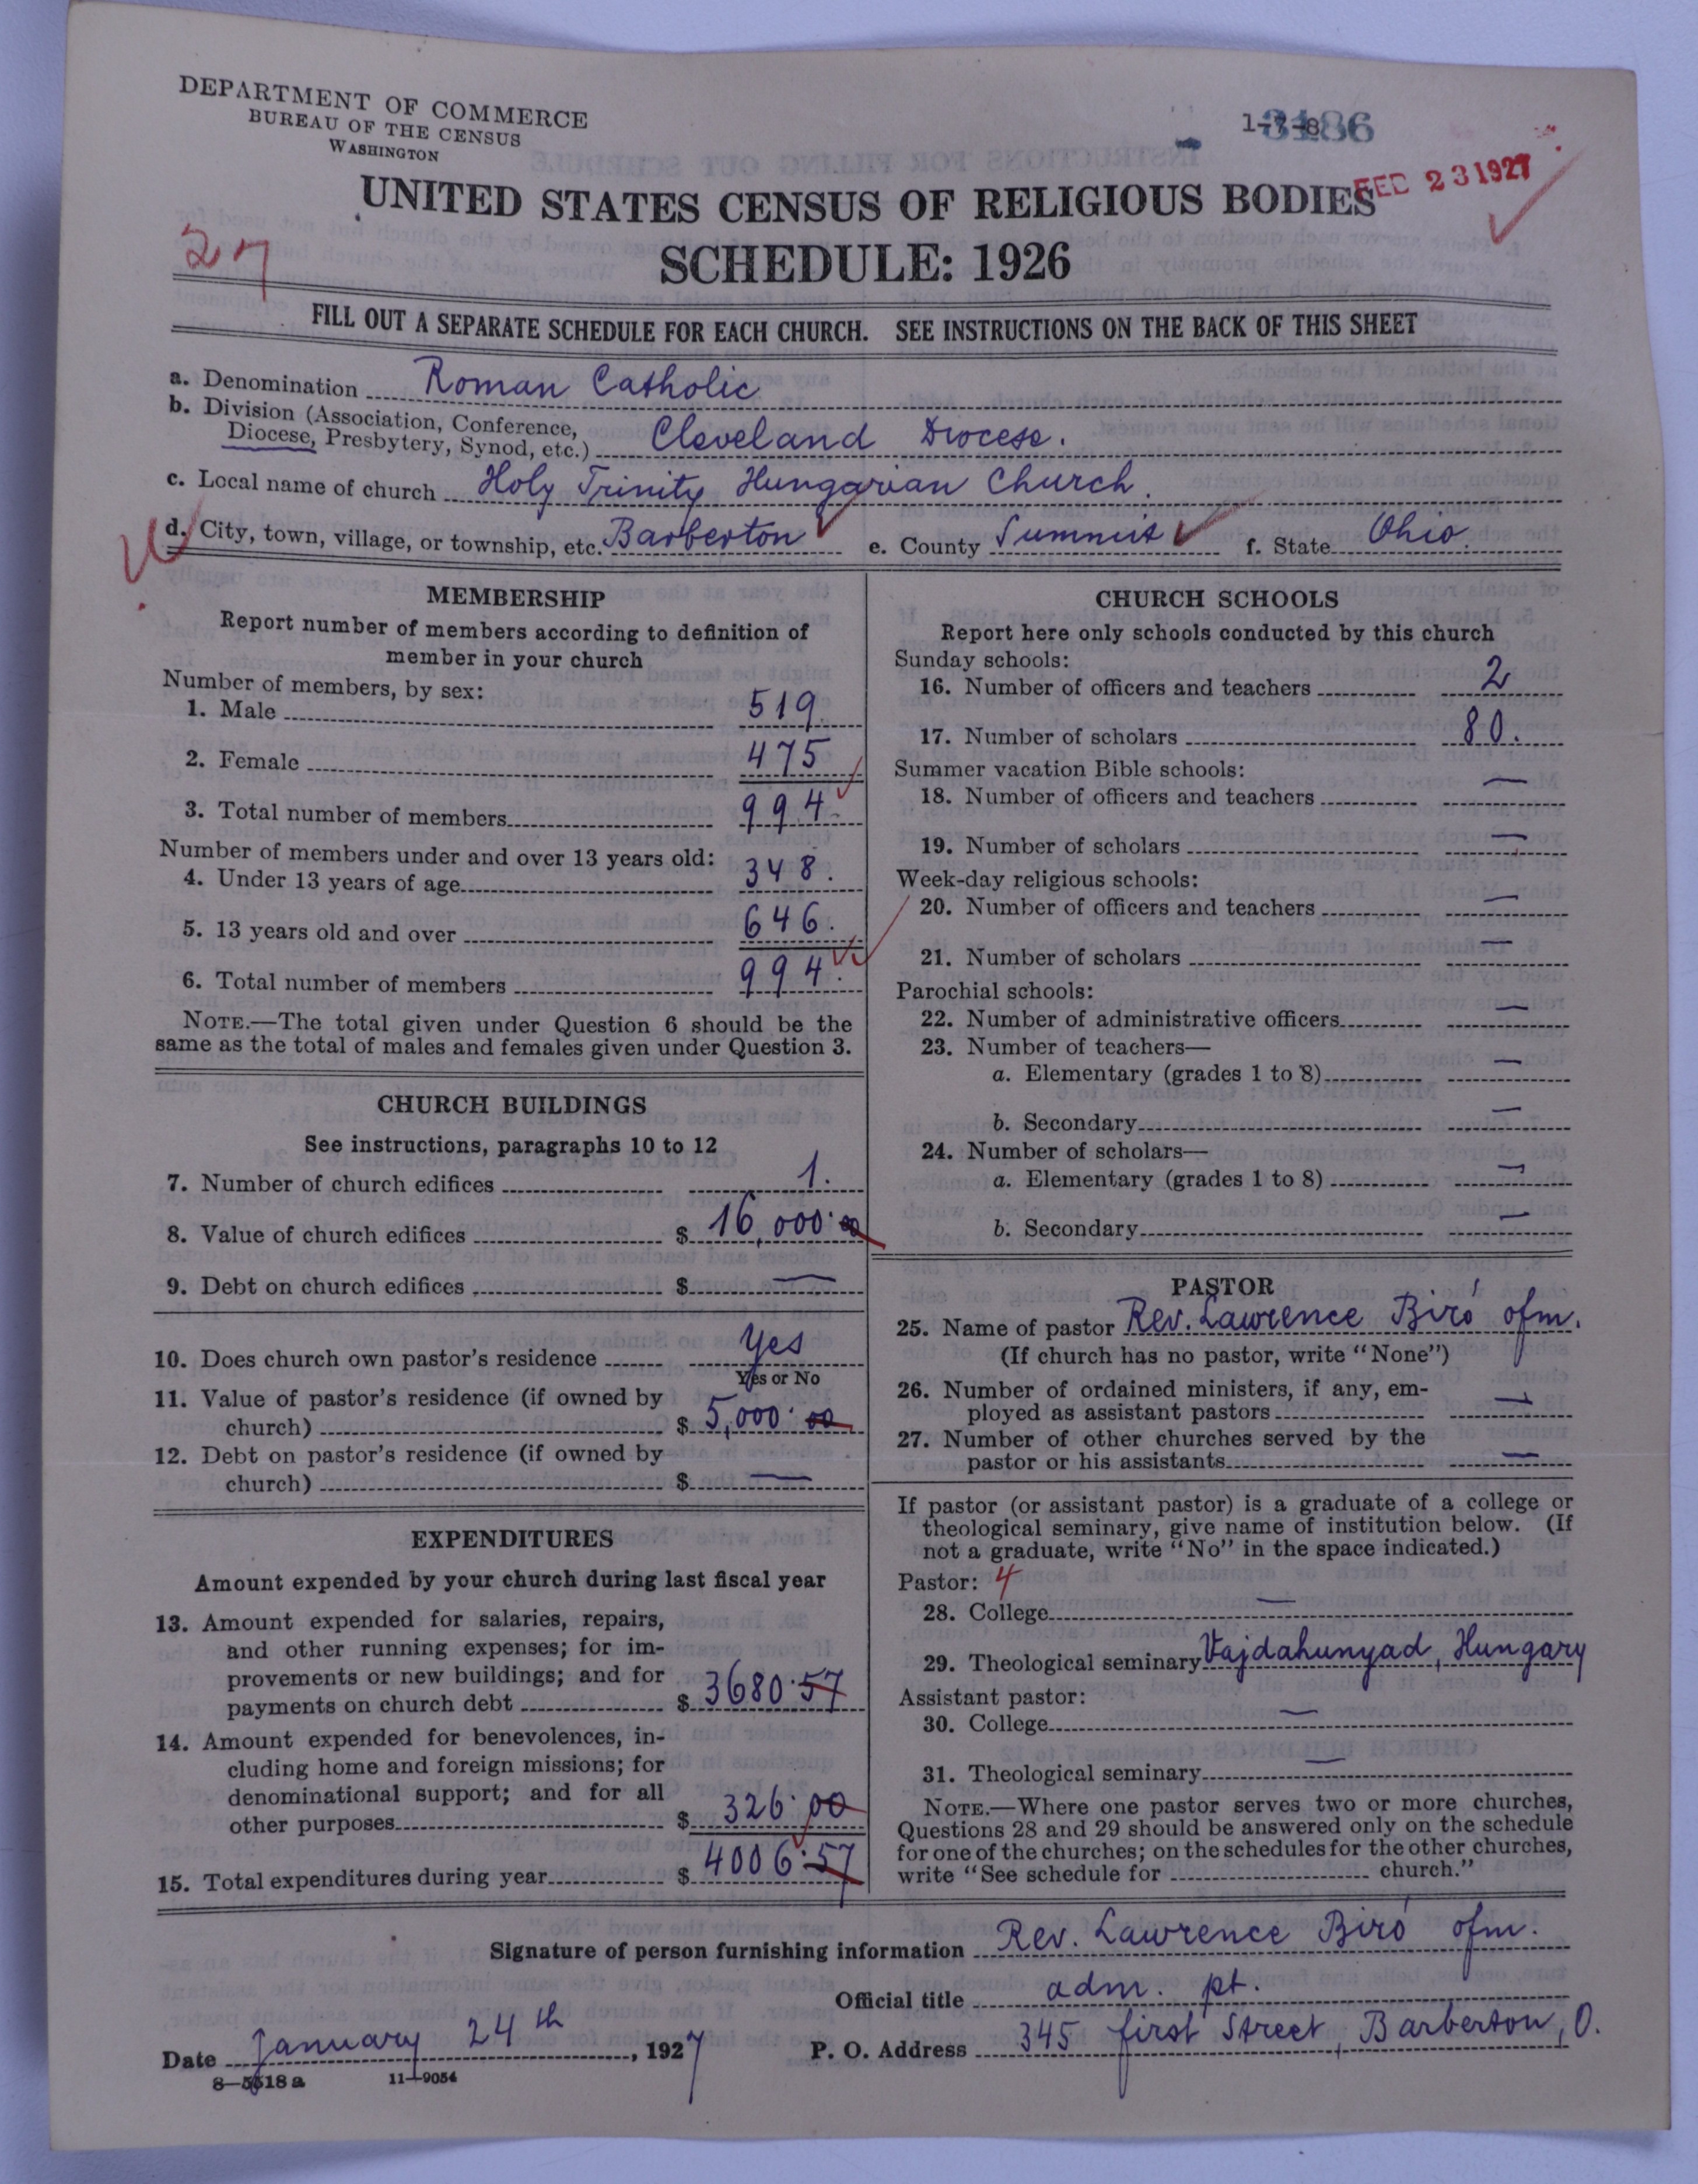 DEPARTMENT OF COMMERCE
BUREAU OF THE CENSUS
WASHINGTON
FEB 23 1927
UNITED STATES CENSUS OF RELIGIOUS BODIES
SCHEDULE: 1926
27
FILL OUT A SEPARATE SCHEDULE FOR EACH CHURCH. SEE INSTRUCTIONS ON THE BACK OF THIS SHEET
a. Denomination Roman Catholic
b. Division (Association, Conference,
Diocese, Presbytery, Synod, etc.) Cleveland Diocese.
c. Local name of church Holy Trinity Hungarian Church.
d. City, town, village, or township, etc. Barberton e. County Summit f. State Ohio.
MEMBERSHIP
Report number of members according to definition of
member in your church
Number of members, by sex:
1. Male 519.
2. Female 475
3. Total number of members 994.
Number of members under and over 13 years old:
4. Under 13 years of age 348.
5. 13 years old and over 646.
6. Total number of members 994.
NOTE.—The total given under Question 6 should be the
same as the total of males and females given under Question 3.
CHURCH BUILDINGS
See instructions, paragraphs 10 to 12
7. Number of church edifices 1.
8. Value of church edifices $ 16,000.00
9. Debt on church edifices $ —
10. Does church own pastor's residence Yes
Yes or No
11. Value of pastor's residence (if owned by
church) $ 5,000.00
12. Debt on pastor's residence (if owned by
church) $ —
EXPENDITURES
Amount expended by your church during last fiscal year
13. Amount expended for salaries, repairs,
and other running expenses; for im-
provements or new buildings; and for
payments on church debt $ 3680.57
14. Amount expended for benevolences, in-
cluding home and foreign missions; for
denominational support; and for all
other purposes $ 326.00
15. Total expenditures during year $ 4006.57
CHURCH SCHOOLS
Report here only schools conducted by this church
Sunday schools:
16. Number of officers and teachers 2
17. Number of scholars 80.
Summer vacation Bible schools:
18. Number of officers and teachers —
19. Number of scholars —
Week-day religious schools:
20. Number of officers and teachers —
21. Number of scholars —
Parochial schools:
22. Number of administrative officers —
23. Number of teachers—
a. Elementary (grades 1 to 8) —
b. Secondary —
24. Number of scholars—
a. Elementary (grades 1 to 8) —
b. Secondary —
PASTOR
25. Name of pastor Rev. Lawrence Biró ofm.
(If church has no pastor, write "None")
26. Number of ordained ministers, if any, em-
ployed as assistant pastors —
27. Number of other churches served by the
pastor or his assistants —
If pastor (or assistant pastor) is a graduate of a college or
theological seminary, give name of institution below. (If
not a graduate, write "No" in the space indicated.)
Pastor: 4
28. College —
29. Theological seminary Vajdahunyad, Hungary
Assistant pastor:
30. College —
31. Theological seminary —
NOTE.—Where one pastor serves two or more churches,
Questions 28 and 29 should be answered only on the schedule
for one of the churches; on the schedules for the other churches,
write "See schedule for church."
Signature of person furnishing information Rev. Lawrence Biró ofm.
Official title adm. pt.
Date January 24th, 1927 P. O. Address 345 first Street, Barberton, O.
8—5518 a 11—9054